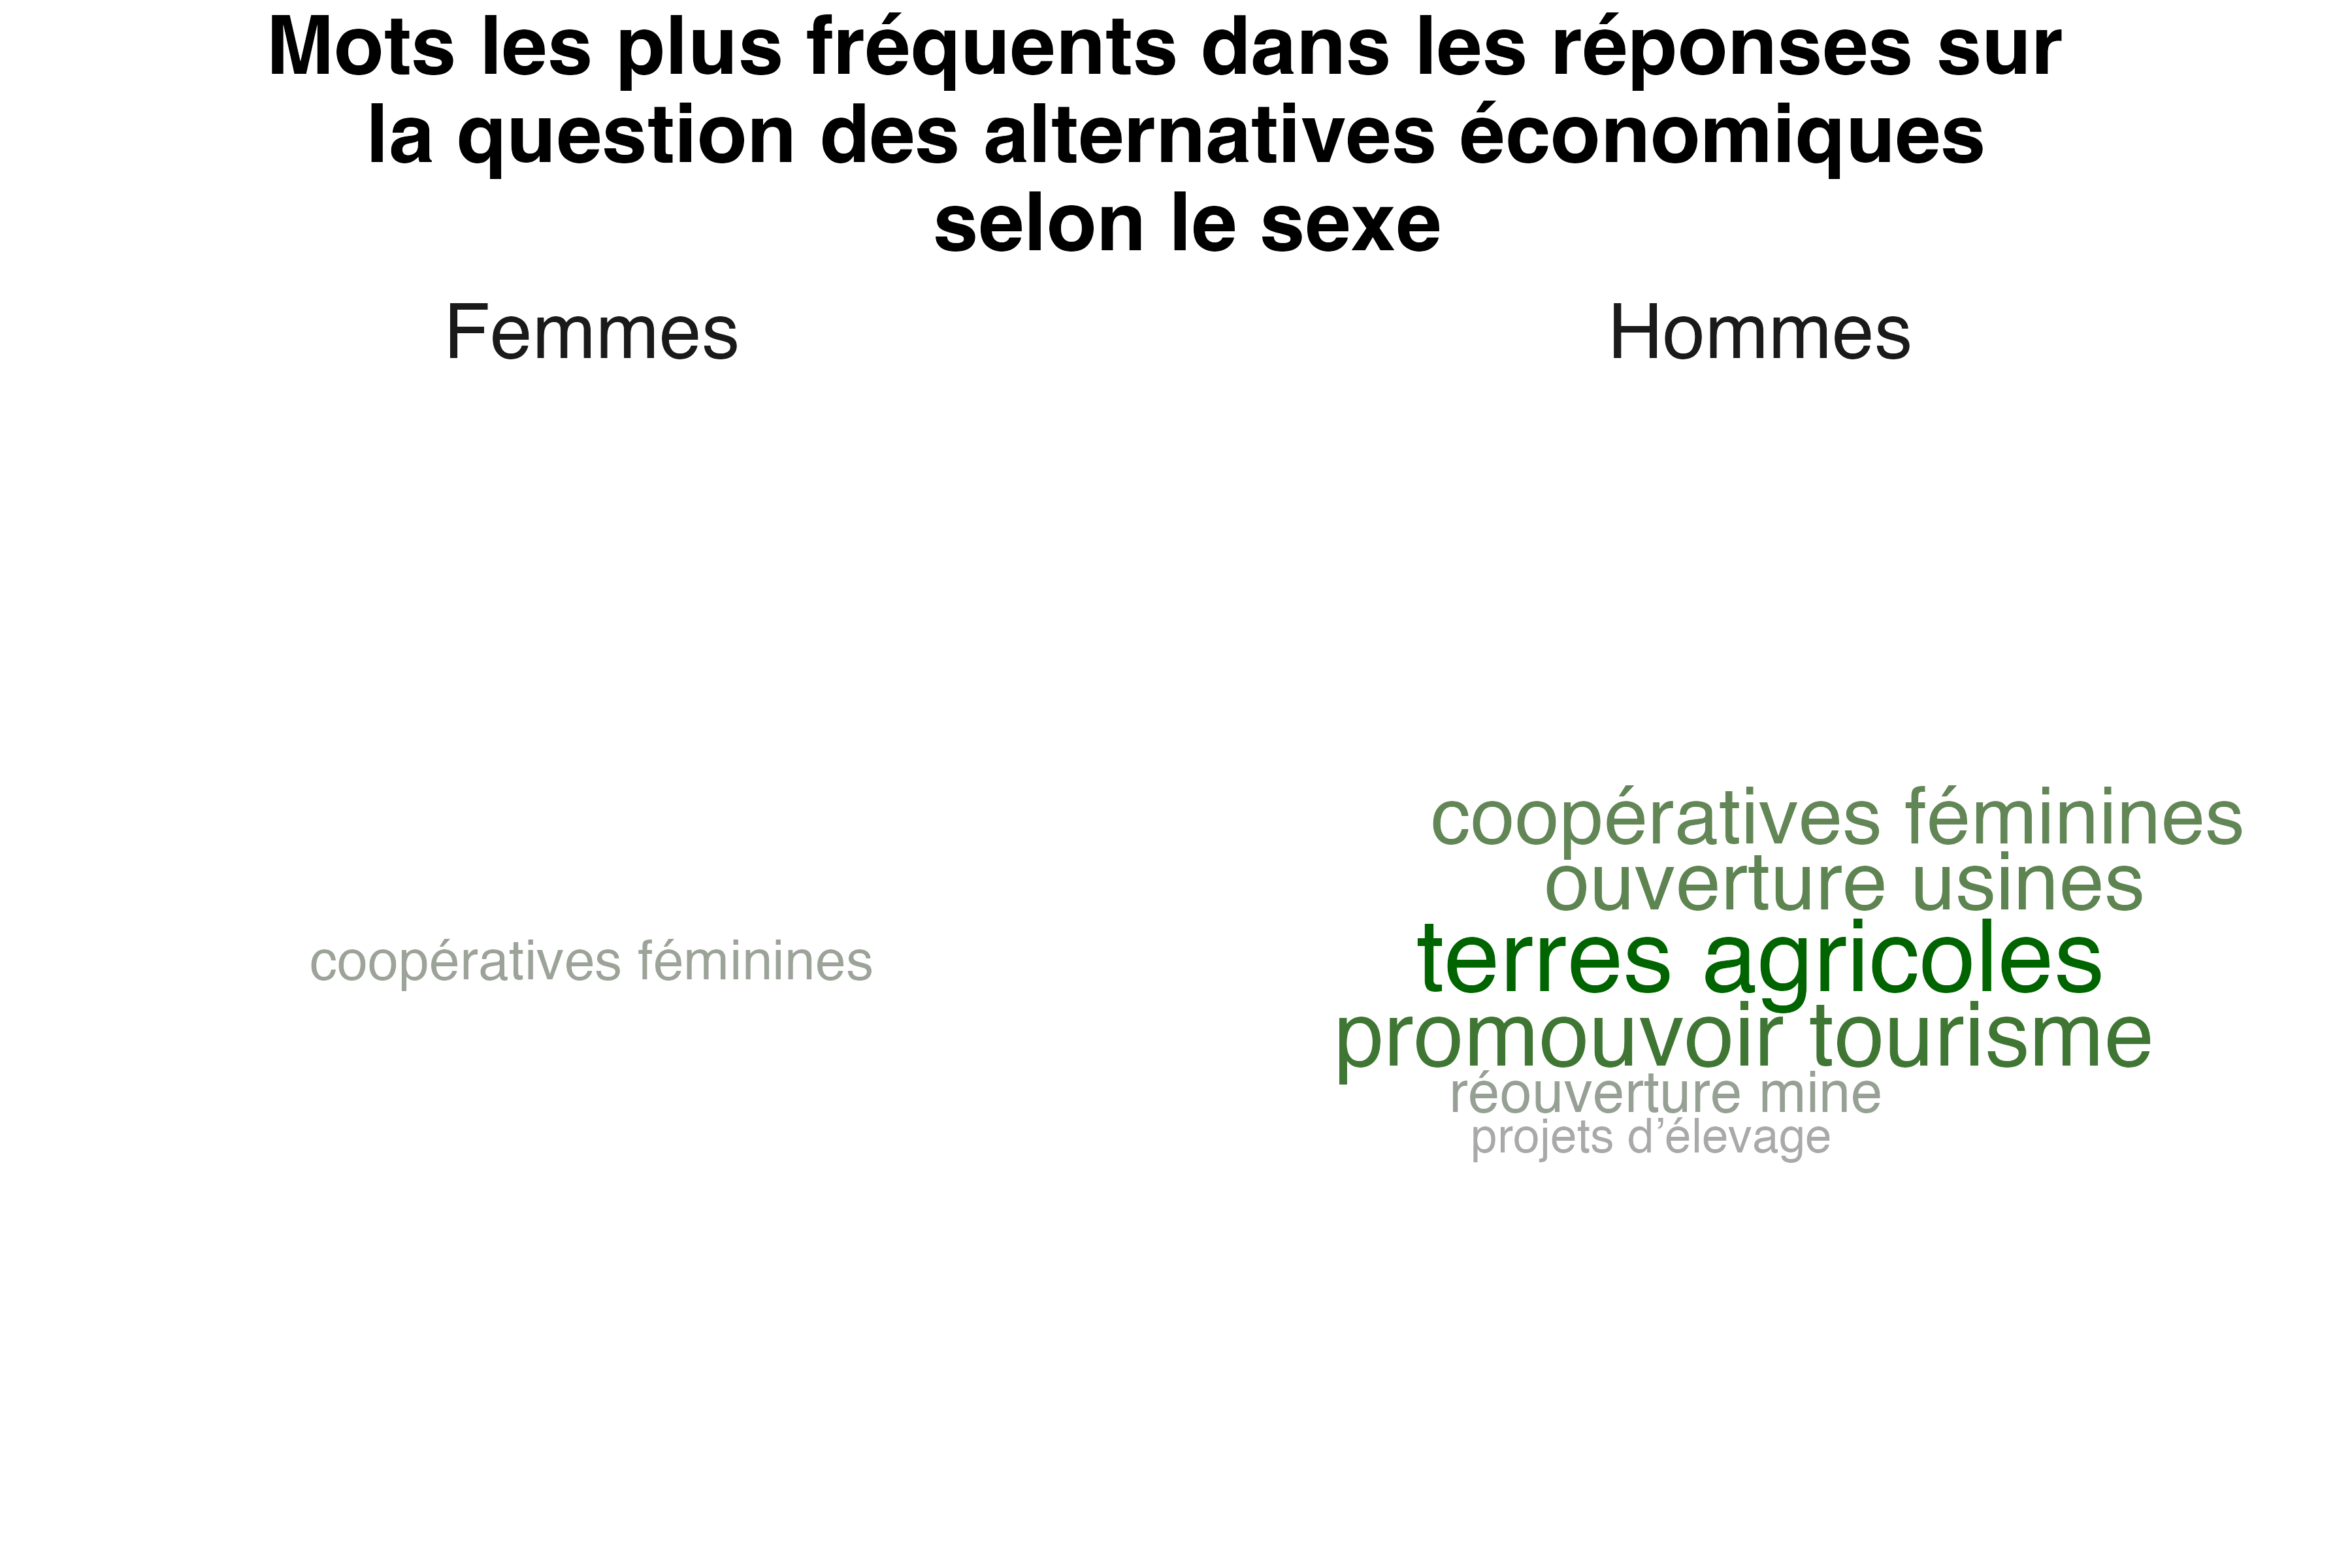 Mots les plus fréquents dans les réponses sur
la question des alternatives économiques
selon le sexe
Femmes
Hommes
coopératives féminines
coopératives féminines
ouverture usines
terres agricoles
promouvoir tourisme
réouverture mine
projets d’élevage